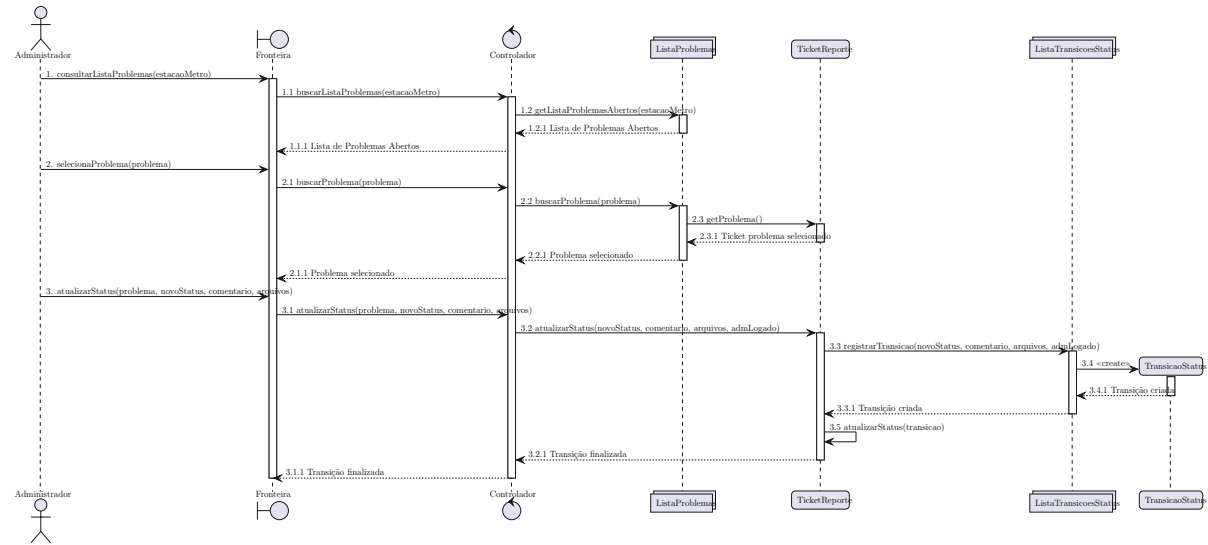 Administrador
Fronteira
Controlador
ListaProblemas
TicketReporte
ListaTransicoesStatus
1. consultarListaProblemas(estacaoMetro)
1.1 buscarListaProblemas(estacaoMetro)
1.2 getListaProblemasAbertos(estacaoMetro)
1.2.1 Lista de Problemas Abertos
1.1.1 Lista de Problemas Abertos
2. selecionaProblema(problema)
2.1 buscarProblema(problema)
2.2 buscarProblema(problema)
2.3 getProblema()
2.3.1 Ticket problema selecionado
2.2.1 Problema selecionado
2.1.1 Problema selecionado
3. atualizarStatus(problema, novoStatus, comentario, arquivos)
3.1 atualizarStatus(problema, novoStatus, comentario, arquivos)
3.2 atualizarStatus(novoStatus, comentario, arquivos, admLogado)
3.3 registrarTransicao(novoStatus, comentario, arquivos, admLogado)
3.4 <create>
TransicaoStatus
3.4.1 Transição criada
3.3.1 Transição criada
3.5 atualizarStatus(transicao)
3.2.1 Transição finalizada
3.1.1 Transição finalizada
Administrador
Fronteira
Controlador
ListaProblemas
TicketReporte
ListaTransicoesStatus
TransicaoStatus